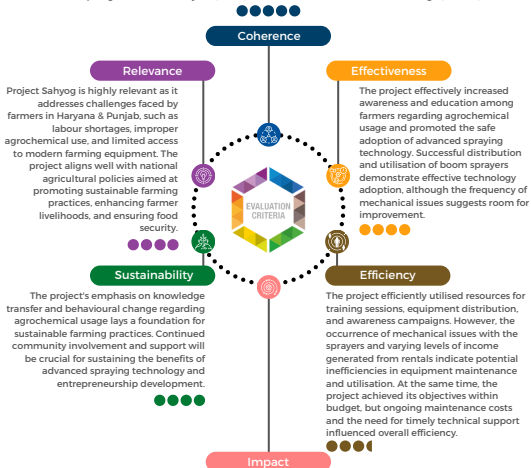 Coherence
Relevance
Project Sahyog is highly relevant as it
addresses challenges faced by
farmers in Haryana & Punjab, such as
labour shortages, improper
agrochemical use, and limited access
to modern farming equipment. The
project aligns well with national
agricultural policies aimed at
promoting sustainable farming
practices, enhancing farmer
livelihoods, and ensuring food
security.
Effectiveness
The project effectively increased
awareness and education among
farmers regarding agrochemical
usage and promoted the safe
adoption of advanced spraying
technology. Successful distribution
and utilisation of boom sprayers
demonstrate effective technology
adoption, although the frequency of
mechanical issues suggests room for
improvement.
EVALUATION
CRITERIA
Sustainability
The project's emphasis on knowledge
transfer and behavioural change regarding
agrochemical usage lays a foundation for
sustainable farming practices. Continued
community involvement and support will
be crucial for sustaining the benefits of
advanced spraying technology and
entrepreneurship development.
Efficiency
The project efficiently utilised resources for
training sessions, equipment distribution,
and awareness campaigns. However, the
occurrence of mechanical issues with the
sprayers and varying levels of income
generated from rentals indicate potential
inefficiencies in equipment maintenance
and utilisation. At the same time, the
project achieved its objectives within
budget, but ongoing maintenance costs
and the need for timely technical support
influenced overall efficiency.
Impact